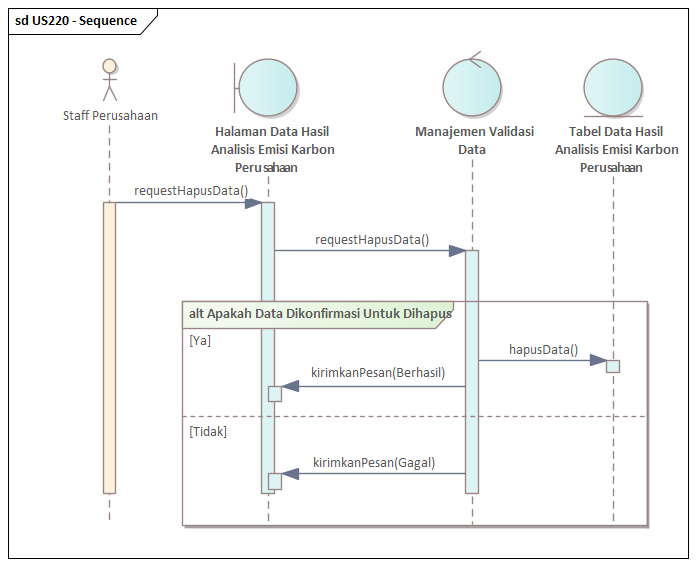 sd US220 - Sequence
Staff Perusahaan
Halaman Data Hasil
Analisis Emisi Karbon
Perusahaan
Manajemen Validasi
Data
Tabel Data Hasil
Analisis Emisi Karbon
Perusahaan
requestHapusData()
requestHapusData()
alt Apakah Data Dikonfirmasi Untuk Dihapus
[Ya]
hapusData()
kirimkanPesan(Berhasil)
[Tidak]
kirimkanPesan(Gagal)